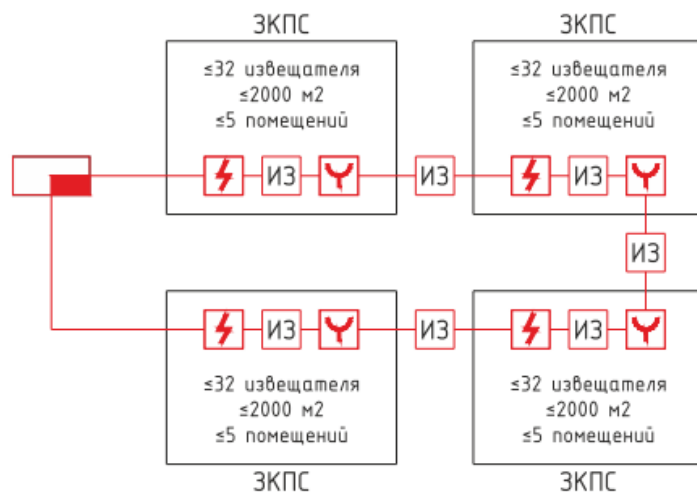 ЗКПС
ЗКПС
≤32 извещателя
≤2000 м2
≤5 помещений
≤32 извещателя
≤2000 м2
≤5 помещений
ИЗ
ИЗ
ИЗ
ИЗ
ИЗ
ИЗ
ИЗ
≤32 извещателя
≤2000 м2
≤5 помещений
≤32 извещателя
≤2000 м2
≤5 помещений
ЗКПС
ЗКПС